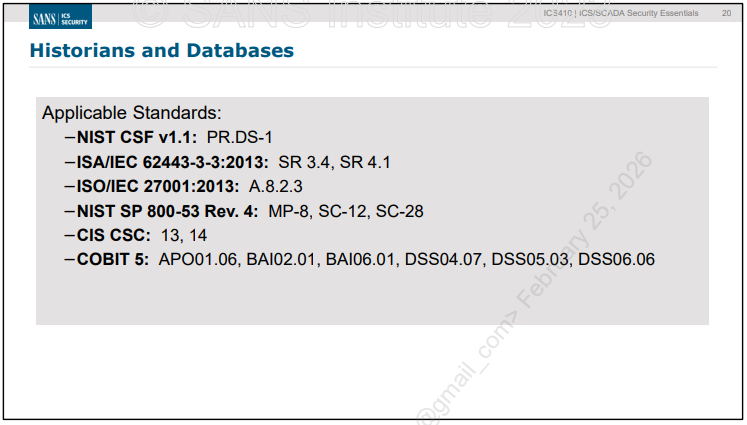 © SANS Institute 2026
SANS | ICS SECURITY
ICS410 | ICS/SCADA Security Essentials 20
Historians and Databases
Applicable Standards:
–NIST CSF v1.1: PR.DS-1
–ISA/IEC 62443-3-3:2013: SR 3.4, SR 4.1
–ISO/IEC 27001:2013: A.8.2.3
–NIST SP 800-53 Rev. 4: MP-8, SC-12, SC-28
–CIS CSC: 13, 14
–COBIT 5: APO01.06, BAI02.01, BAI06.01, DSS04.07, DSS05.03, DSS06.06
@gmail_com> February 25, 2026